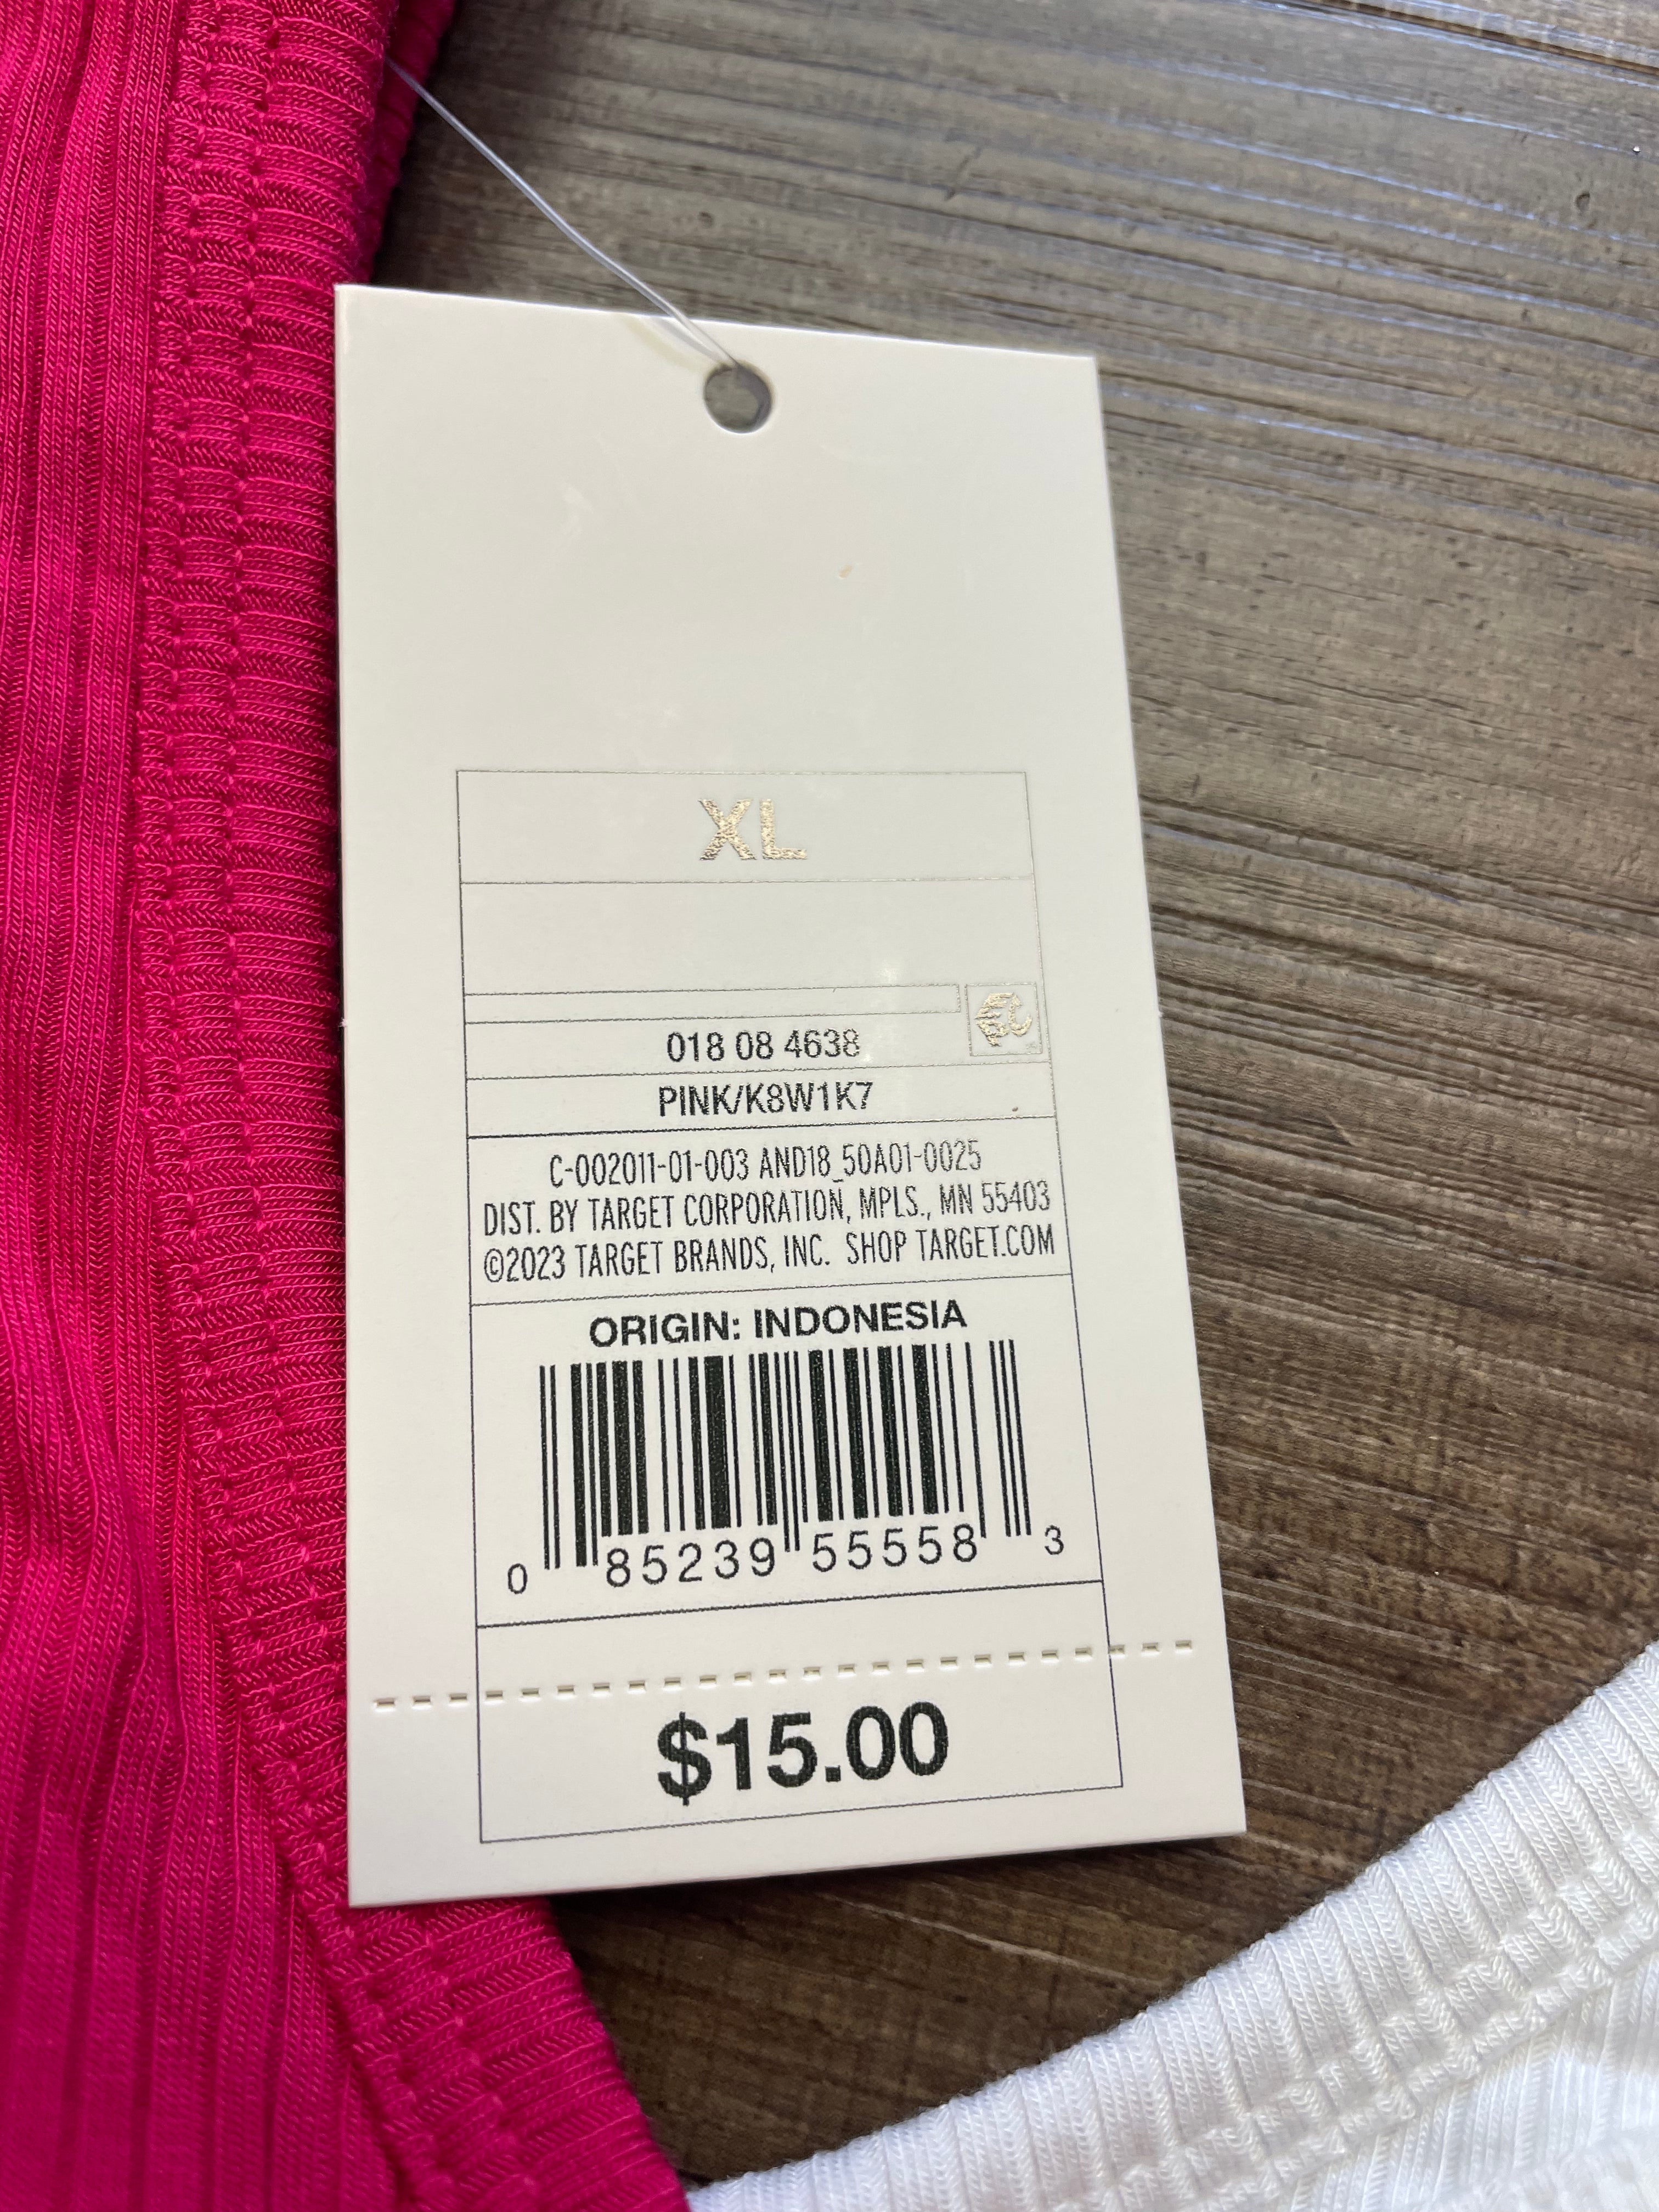 XL
018 08 4638
PINK/K8W1K7
C-002011-01-003 AND18_50A01-0025
DIST. BY TARGET CORPORATION, MPLS., MN 55403
©2023 TARGET BRANDS, INC. SHOP TARGET.COM
ORIGIN: INDONESIA
0 85239 55558 3
$15.00